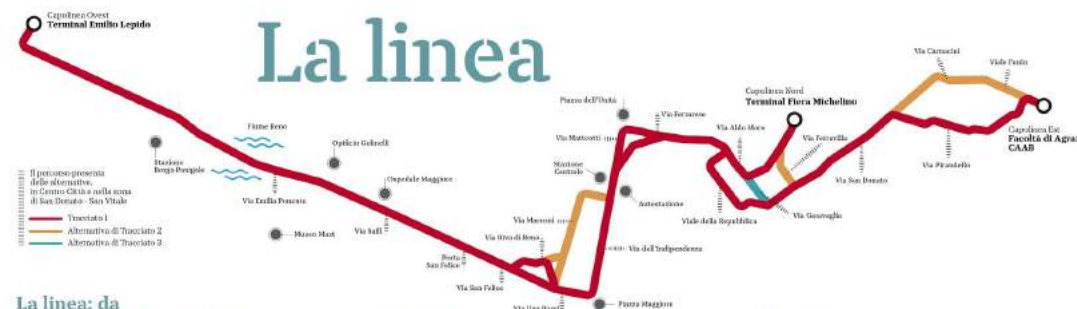 Capolinea Ovest
Terminal Emilio Lepido
La linea
Via Camacini
Viale Fanin
Capolinea Nord
Terminal Fiera Michelino
Piazza dell'Unità
Via Ferrarese
Via Aldo Moro
Via Ferravilla
Capolinea Est
Facoltà di Agrar
CAAB
Fiume Reno
Via Matteotti
Opificio Golinelli
Stazione
Borgo Panigale
Stazione
Centrale
Via Pirandello
Via San Donato
Ospedale Maggiore
Il percorso presenta
delle alternative,
in Centro Città e nella zona
di San Donato - San Vitale
Autostazione
Via Emilia Ponente
Via Garavaglio
Viale della Repubblica
Tracciato 1
Alternativa di Tracciato 2
Alternativa di Tracciato 3
Via Marconi
Via Saffi
Museo Mast
Via Riva di Reno
Via dell'Indipendenza
Porta
San Felice
Via San Felice
La linea: da
Piazza Maggiore